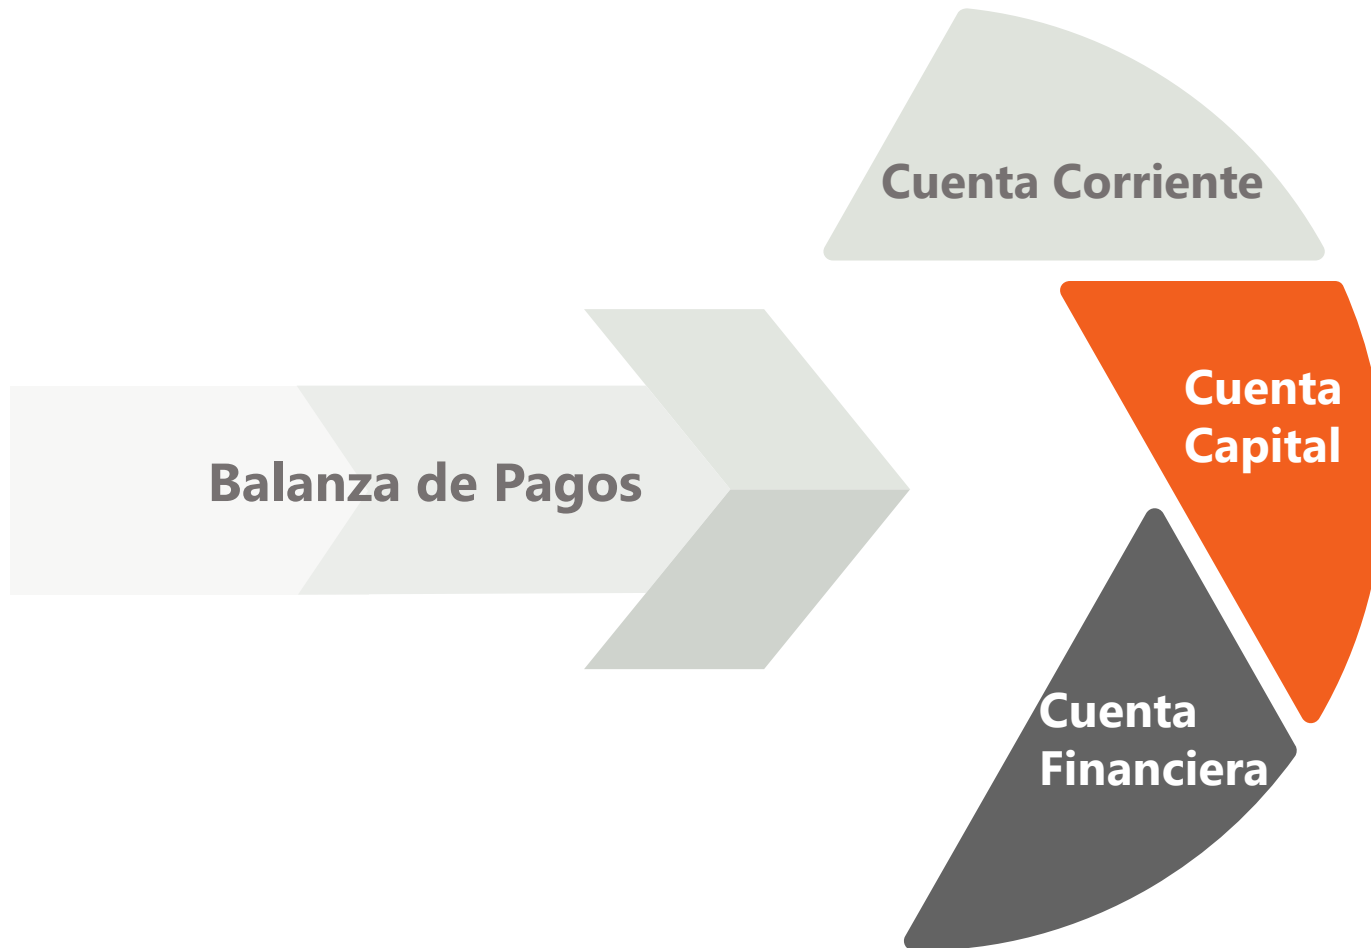 Cuenta Corriente
Cuenta
Capital
Balanza de Pagos
Cuenta
Financiera